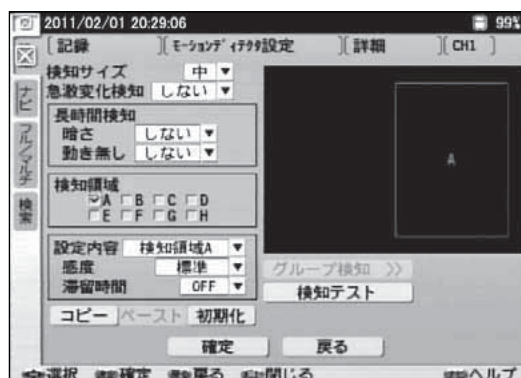 2011/02/01 20:29:06 99%
記録 モーションディテクタ設定 詳細 CH1
検知サイズ 中
急激変化検知 しない
長時間検知
暗さ しない
動き無し しない
検知領域
A B C D
E F G H
設定内容 検知領域A
感度 標準
滞留時間 OFF
コピー ペースト 初期化
A
グループ検知 >>
検知テスト
確定 戻る
ナビ
フル/マルチ
検索
選択 確定 戻る 閉じる ヘルプ